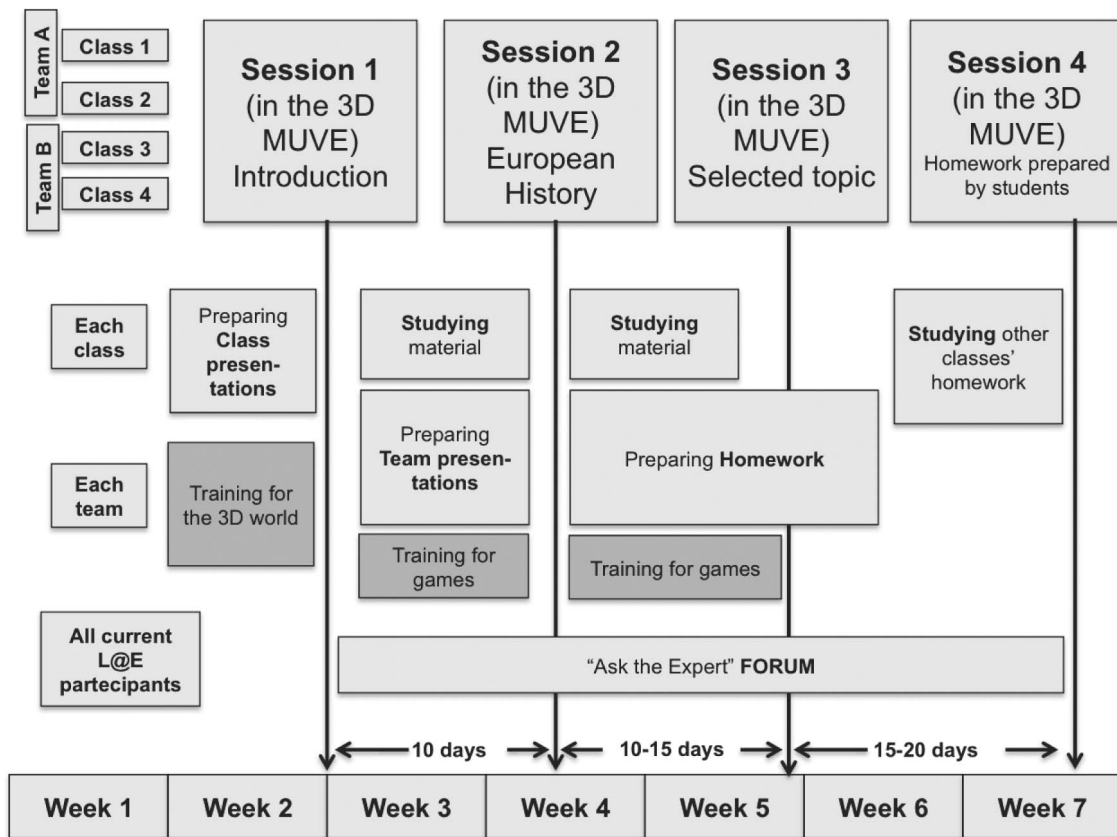 Team A
Class 1
Class 2
Team B
Class 3
Class 4
Session 1
(in the 3D
MUVE)
Introduction
Session 2
(in the 3D
MUVE)
European
History
Session 3
(in the 3D
MUVE)
Selected topic
Session 4
(in the 3D
MUVE)
Homework prepared
by students
Each
class
Preparing
Class
presen-
tations
Studying
material
Studying
material
Studying other
classes’
homework
Each
team
Training for
the 3D world
Preparing
Team presen-
tations
Preparing Homework
Training for
games
Training for games
All current
L@E
partecipants
“Ask the Expert” FORUM
10 days
10-15 days
15-20 days
Week 1
Week 2
Week 3
Week 4
Week 5
Week 6
Week 7